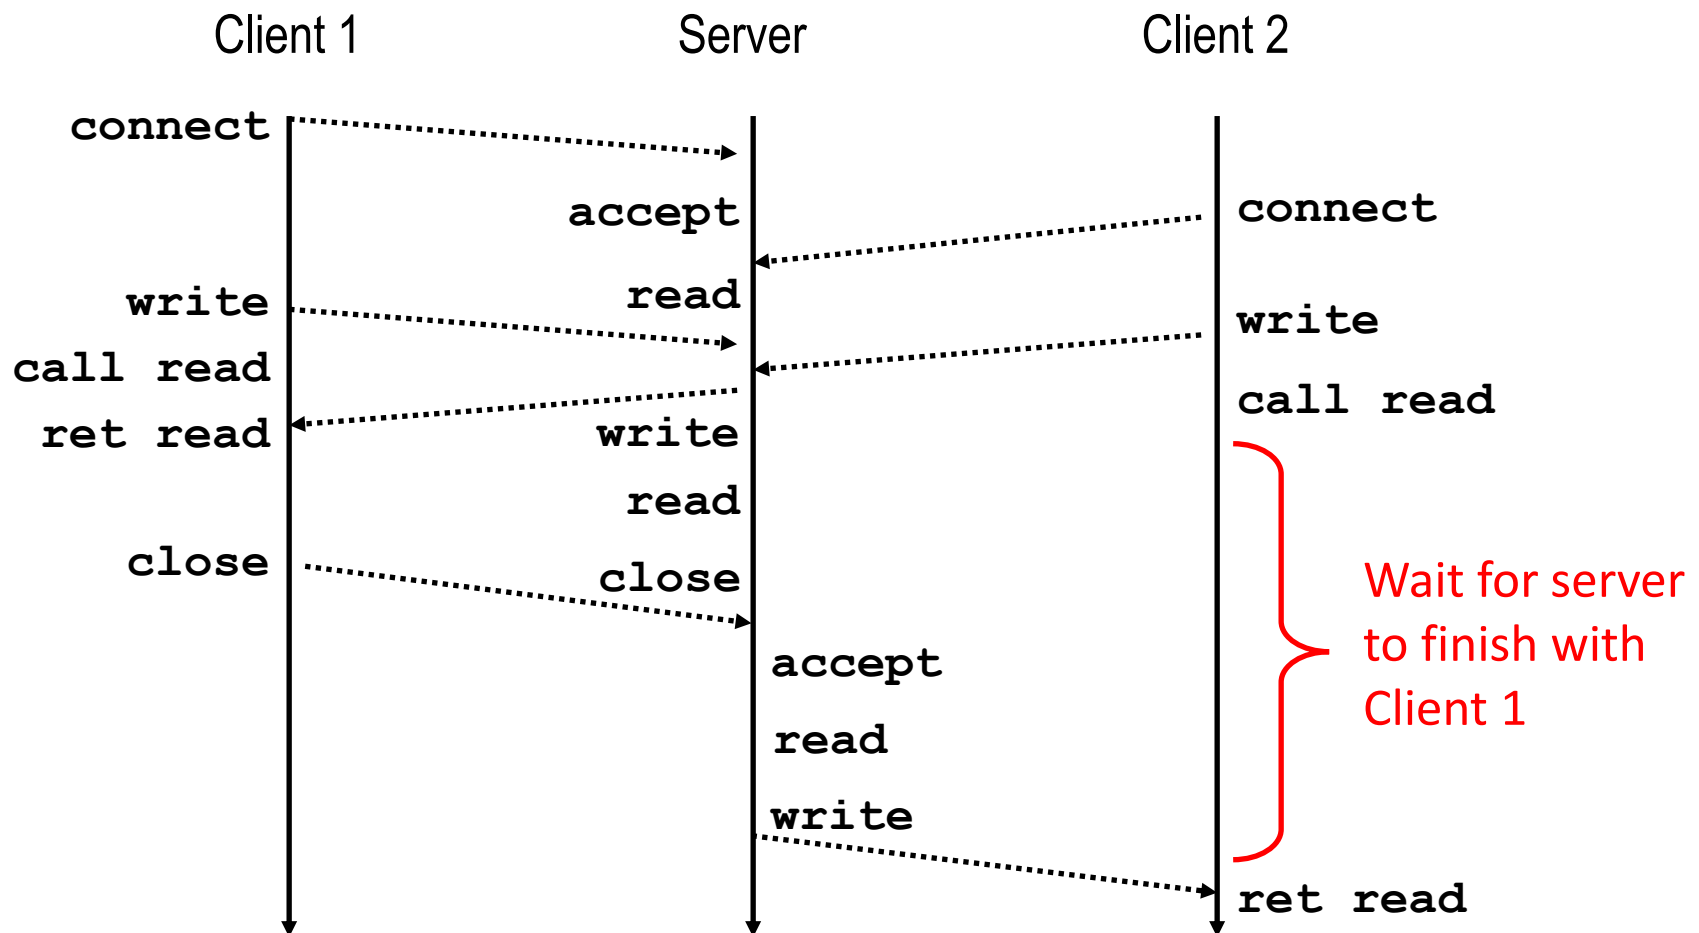 Client 1
Server
Client 2
connect
accept
connect
write
read
write
call read
call read
ret read
write
read
close
close
Wait for server
to finish with
Client 1
accept
read
write
ret read